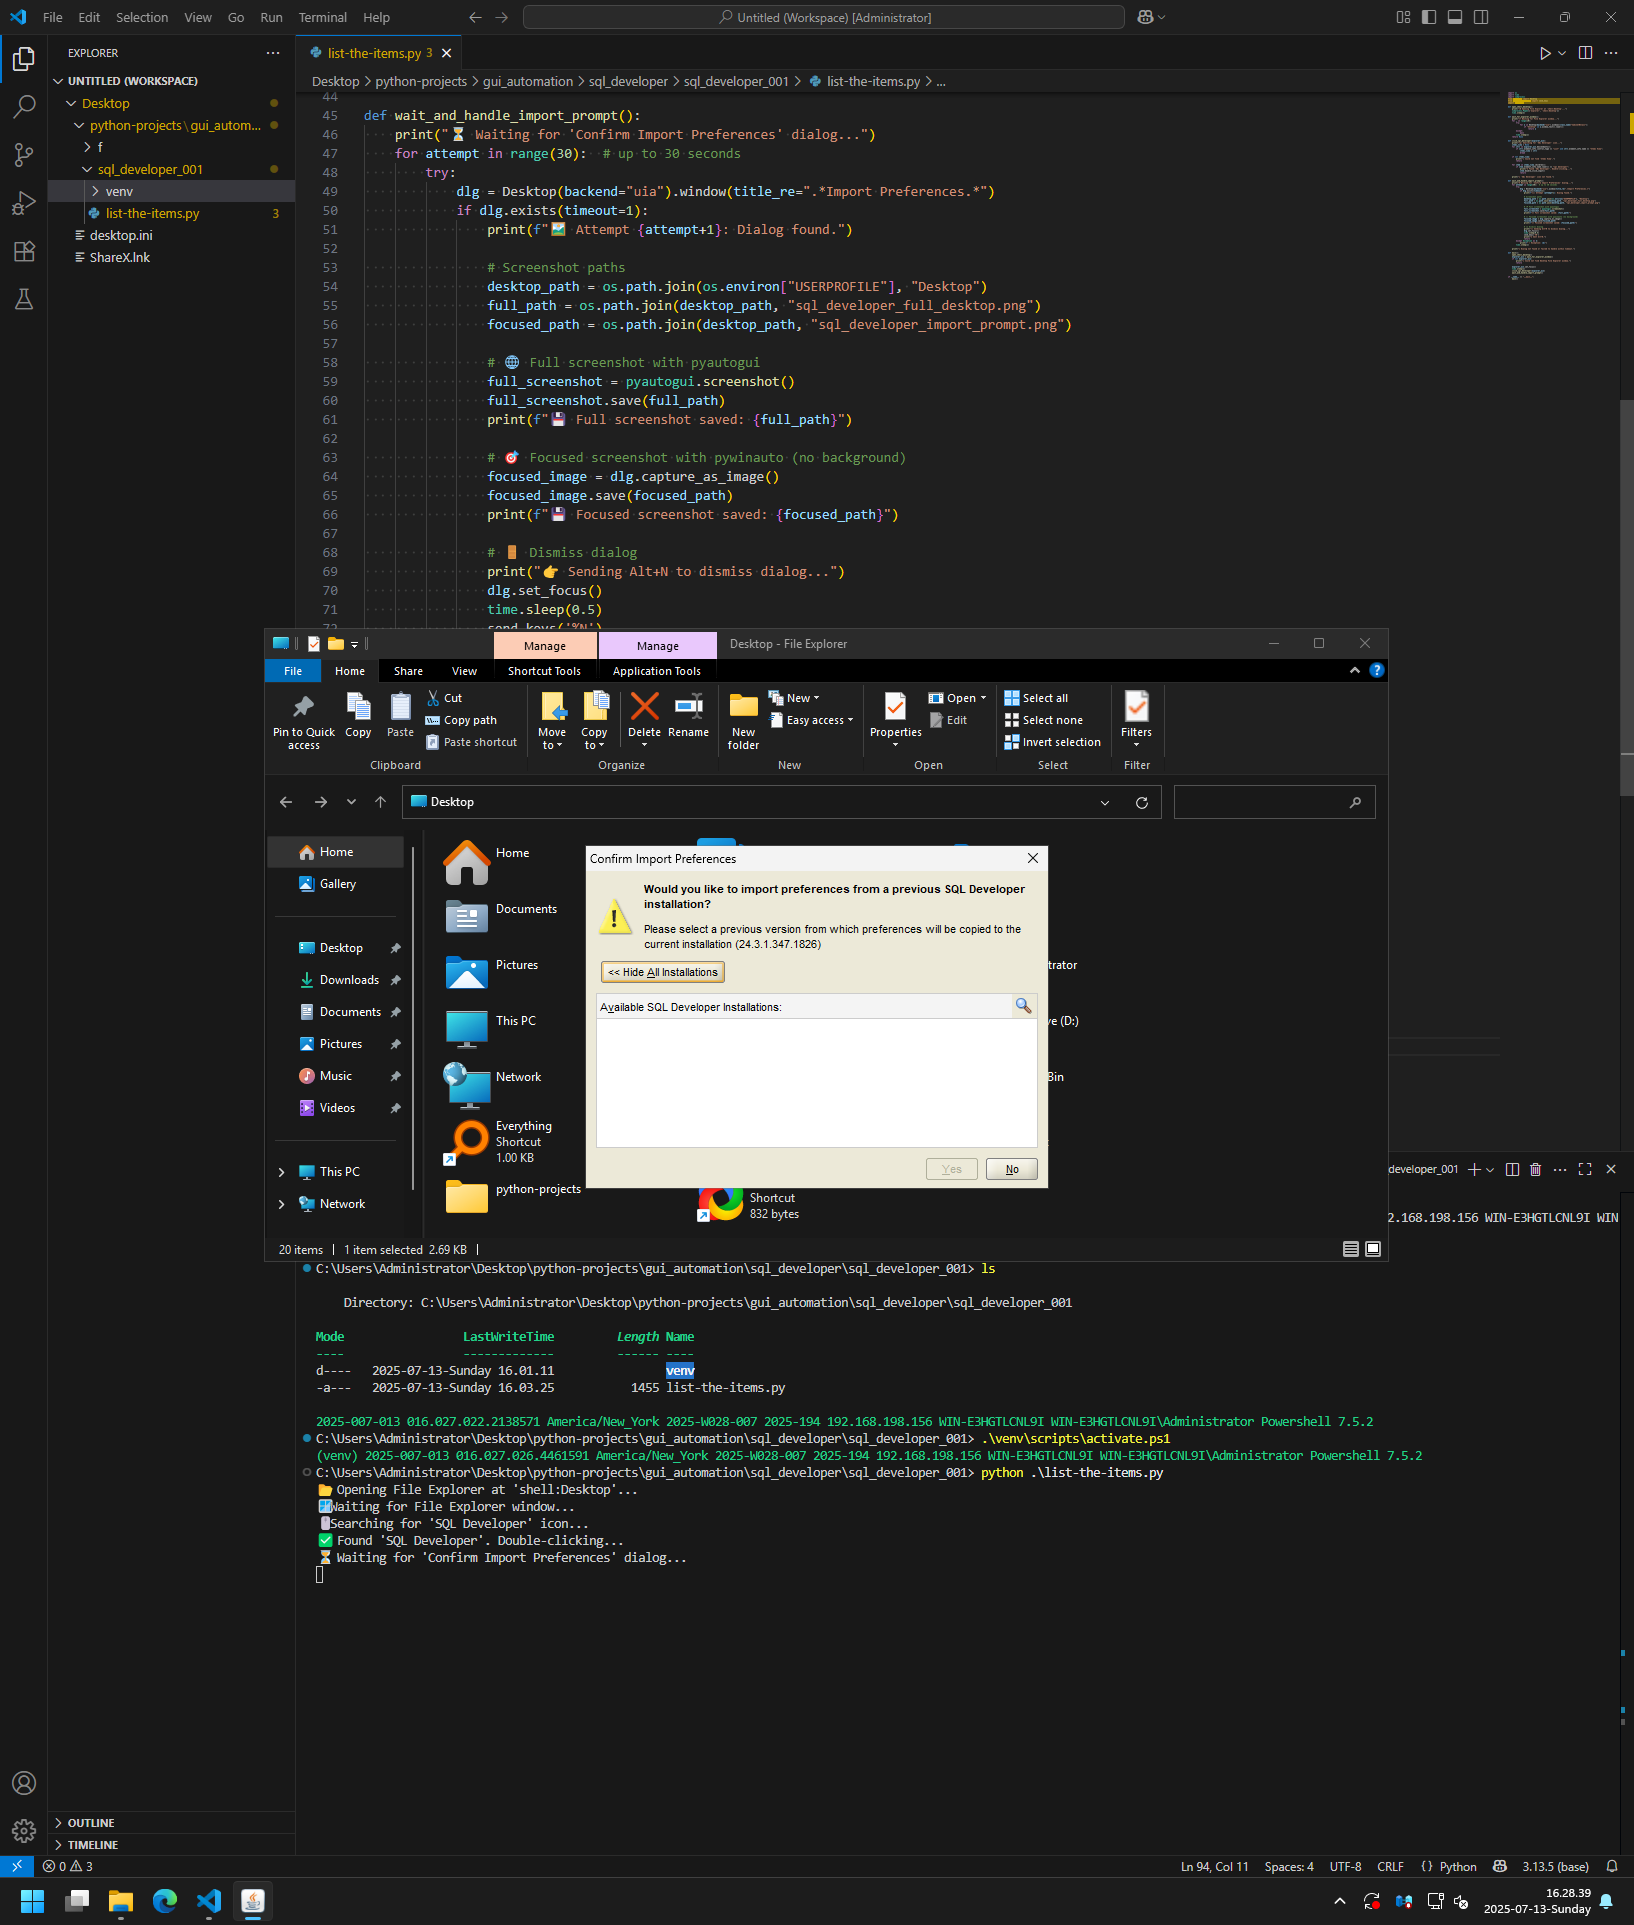 File Edit Selection View Go Run Terminal Help
Untitled (Workspace) [Administrator]
EXPLORER
UNTITLED (WORKSPACE)
Desktop
python-projects\gui_autom...
f
sql_developer_001
venv
list-the-items.py 3
desktop.ini
ShareX.lnk
OUTLINE
TIMELINE
list-the-items.py 3
Desktop > python-projects > gui_automation > sql_developer > sql_developer_001 > list-the-items.py > ...
44
45 def wait_and_handle_import_prompt():
46 print("⏳ Waiting for 'Confirm Import Preferences' dialog...")
47 for attempt in range(30): # up to 30 seconds
48 try:
49 dlg = Desktop(backend="uia").window(title_re=".*Import Preferences.*")
50 if dlg.exists(timeout=1):
51 print(f"🖼️ Attempt {attempt+1}: Dialog found.")
52
53 # Screenshot paths
54 desktop_path = os.path.join(os.environ["USERPROFILE"], "Desktop")
55 full_path = os.path.join(desktop_path, "sql_developer_full_desktop.png")
56 focused_path = os.path.join(desktop_path, "sql_developer_import_prompt.png")
57
58 # 🌐 Full screenshot with pyautogui
59 full_screenshot = pyautogui.screenshot()
60 full_screenshot.save(full_path)
61 print(f"💾 Full screenshot saved: {full_path}")
62
63 # 🎯 Focused screenshot with pywinauto (no background)
64 focused_image = dlg.capture_as_image()
65 focused_image.save(focused_path)
66 print(f"💾 Focused screenshot saved: {focused_path}")
67
68 # 🚪 Dismiss dialog
69 print("👉 Sending Alt+N to dismiss dialog...")
70 dlg.set_focus()
71 time.sleep(0.5)
72 send_keys('%N')
Manage Manage Desktop - File Explorer
File Home Share View Shortcut Tools Application Tools
Pin to Quick access
Copy
Paste
Cut
Copy path
Paste shortcut
Clipboard
Move to
Copy to
Delete
Rename
Organize
New folder
New
Easy access
New
Properties
Open
Edit
Open
Select all
Select none
Invert selection
Select
Filters
Filter
Desktop
Home
Gallery
Desktop
Downloads
Documents
Pictures
Music
Videos
This PC
Network
Home
Documents
Pictures
This PC
Network
Everything
Shortcut
1.00 KB
python-projects
trator
ve (D:)
Bin
Shortcut
832 bytes
20 items 1 item selected 2.69 KB
Confirm Import Preferences
Would you like to import preferences from a previous SQL Developer
installation?
Please select a previous version from which preferences will be copied to the
current installation (24.3.1.347.1826)
<< Hide All Installations
Available SQL Developer Installations:
Yes No
developer_001
2.168.198.156 WIN-E3HGTLCNL9I WIN
C:\Users\Administrator\Desktop\python-projects\gui_automation\sql_developer\sql_developer_001> ls
Directory: C:\Users\Administrator\Desktop\python-projects\gui_automation\sql_developer\sql_developer_001
Mode LastWriteTime Length Name
---- ------------- ------ ----
d---- 2025-07-13-Sunday 16.01.11 venv
-a--- 2025-07-13-Sunday 16.03.25 1455 list-the-items.py
2025-007-013 016.027.022.2138571 America/New_York 2025-W028-007 2025-194 192.168.198.156 WIN-E3HGTLCNL9I WIN-E3HGTLCNL9I\Administrator Powershell 7.5.2
C:\Users\Administrator\Desktop\python-projects\gui_automation\sql_developer\sql_developer_001> .\venv\scripts\activate.ps1
(venv) 2025-007-013 016.027.026.4461591 America/New_York 2025-W028-007 2025-194 192.168.198.156 WIN-E3HGTLCNL9I WIN-E3HGTLCNL9I\Administrator Powershell 7.5.2
C:\Users\Administrator\Desktop\python-projects\gui_automation\sql_developer\sql_developer_001> python .\list-the-items.py
📂 Opening File Explorer at 'shell:Desktop'...
🪟Waiting for File Explorer window...
🖱️Searching for 'SQL Developer' icon...
✅ Found 'SQL Developer'. Double-clicking...
⏳ Waiting for 'Confirm Import Preferences' dialog...
0 3
Ln 94, Col 11 Spaces: 4 UTF-8 CRLF {} Python 3.13.5 (base)
16.28.39
2025-07-13-Sunday